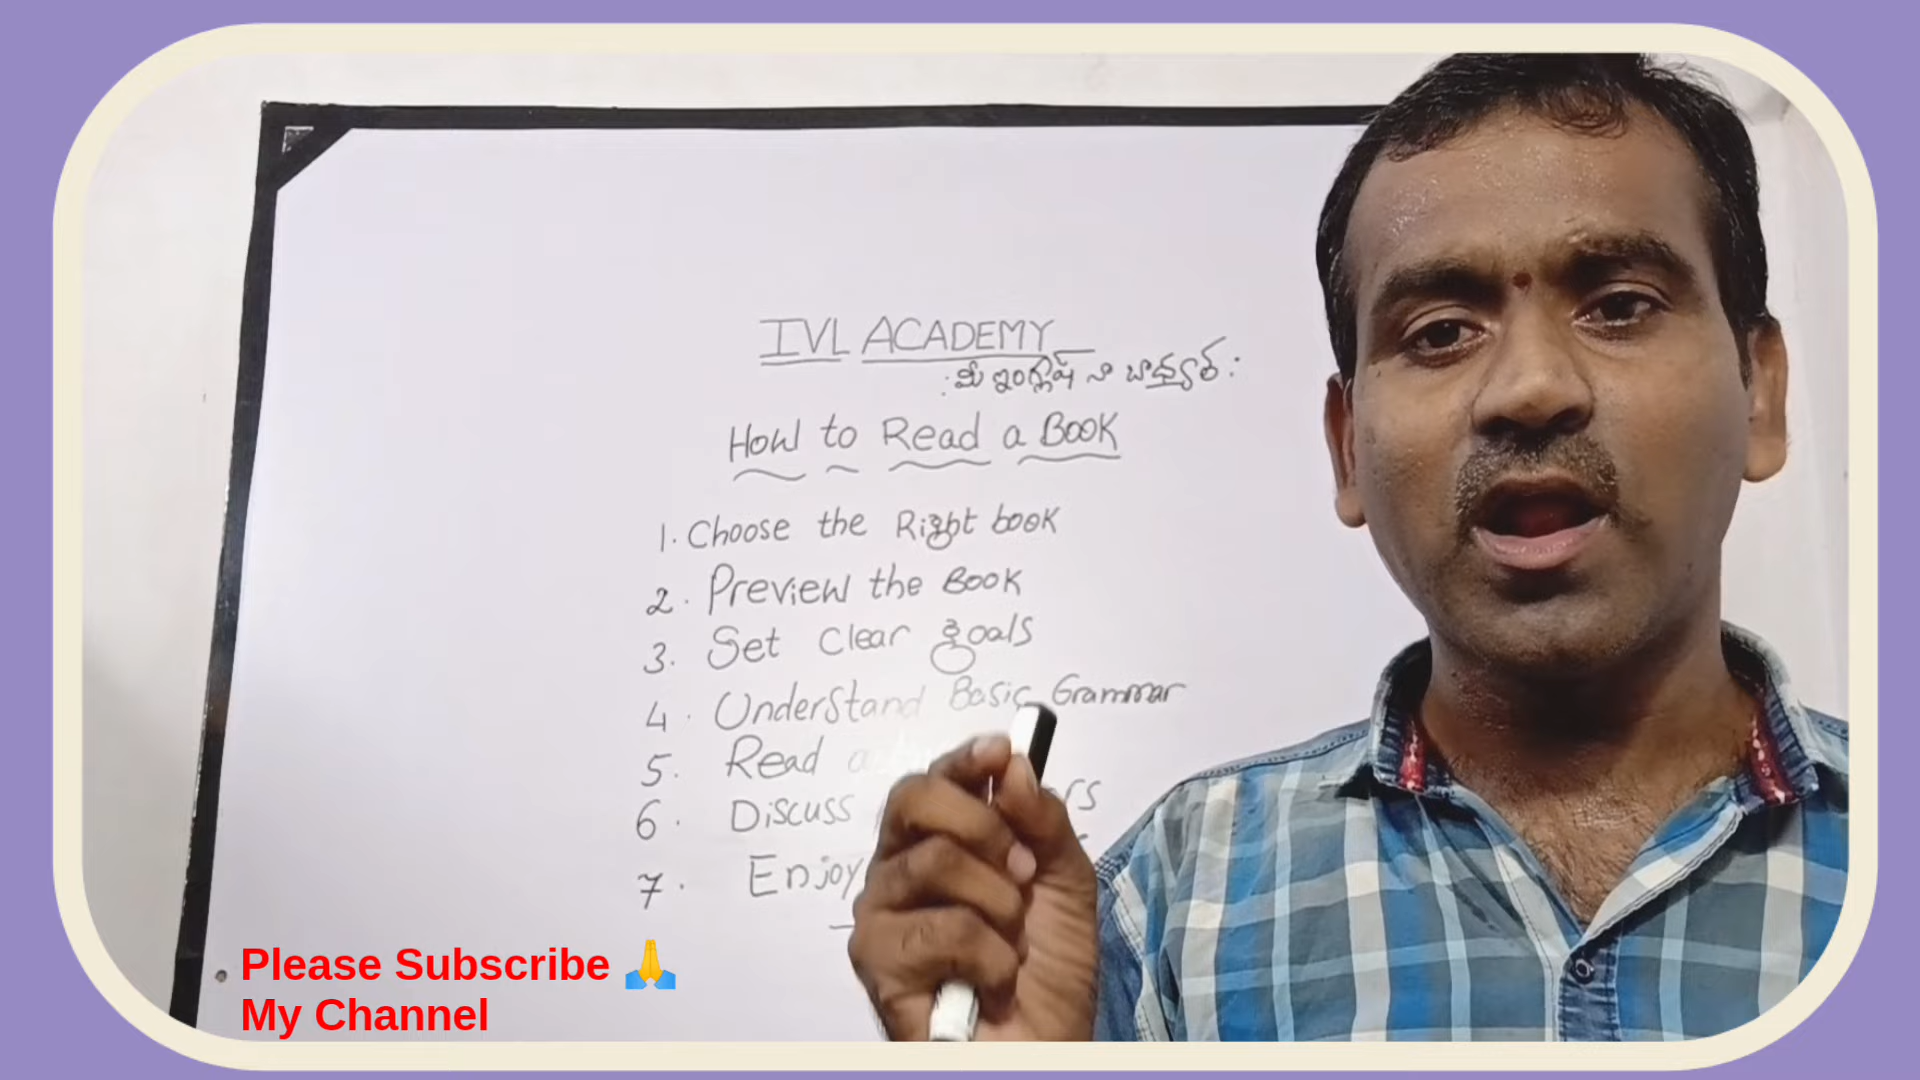 IVL ACADEMY
:మీ ఇంగ్లీష్ నా బాధ్యత:
How to Read a Book
1. Choose the Right book
2. Preview the Book
3. Set Clear goals
4. Understand Basic Grammar
5. Read
6. Discuss
7. Enjoy
Please Subscribe 🙏
My Channel